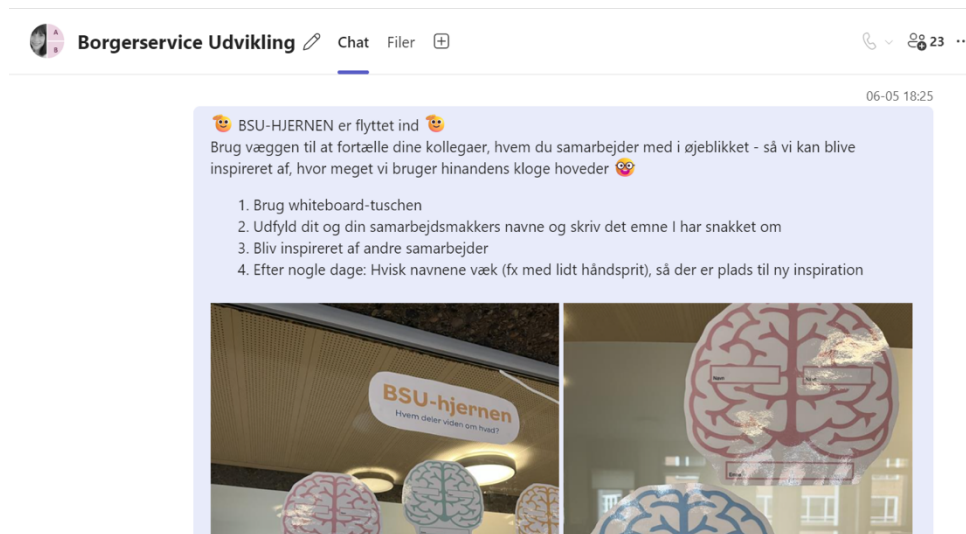 A
B
Borgerservice Udvikling Chat Filer 23
06-05 18:25
BSU-HJERNEN er flyttet ind
Brug væggen til at fortælle dine kollegaer, hvem du samarbejder med i øjeblikket - så vi kan blive
inspireret af, hvor meget vi bruger hinandens kloge hoveder
1. Brug whiteboard-tuschen
2. Udfyld dit og din samarbejdsmakkers navne og skriv det emne I har snakket om
3. Bliv inspireret af andre samarbejder
4. Efter nogle dage: Hvisk navnene væk (fx med lidt håndsprit), så der er plads til ny inspiration
BSU-hjernen
Hvem deler viden om hvad?
Navn
Navn
Emne